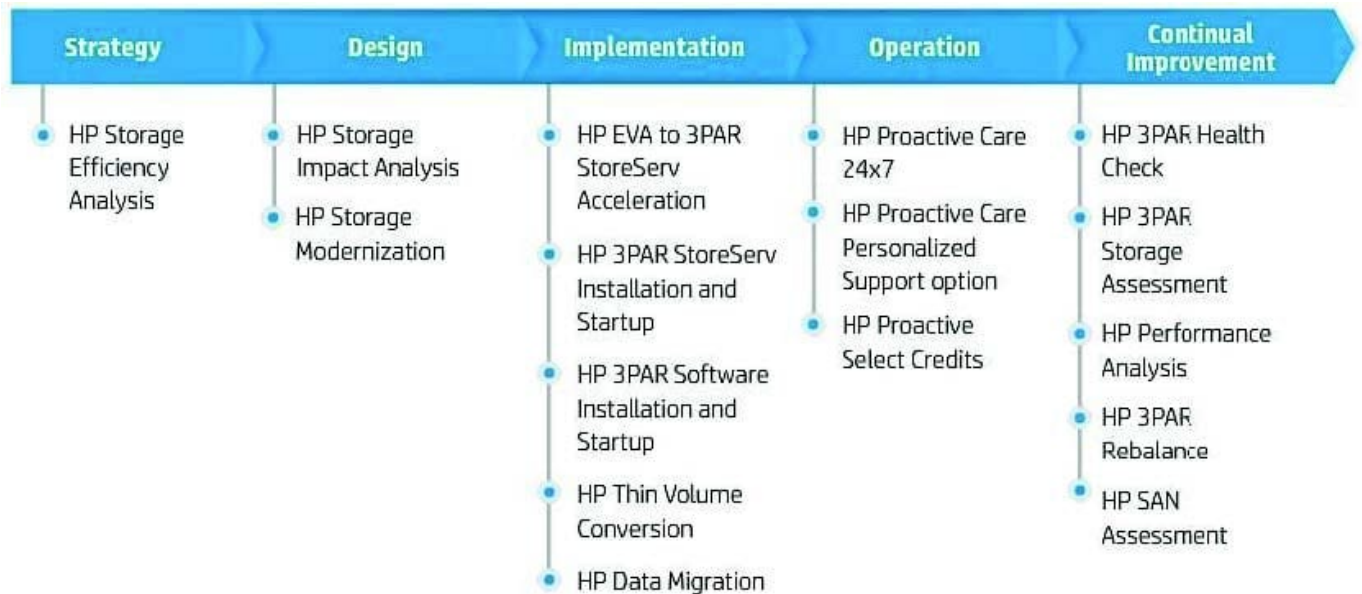 Strategy
Design
Implementation
Operation
Continual
Improvement
HP Storage
Efficiency
Analysis
HP Storage
Impact Analysis
HP Storage
Modernization
HP EVA to 3PAR
StoreServ
Acceleration
HP 3PAR StoreServ
Installation and
Startup
HP 3PAR Software
Installation and
Startup
HP Thin Volume
Conversion
HP Data Migration
HP Proactive Care
24x7
HP Proactive Care
Personalized
Support option
HP Proactive
Select Credits
HP 3PAR Health
Check
HP 3PAR
Storage
Assessment
HP Performance
Analysis
HP 3PAR
Rebalance
HP SAN
Assessment